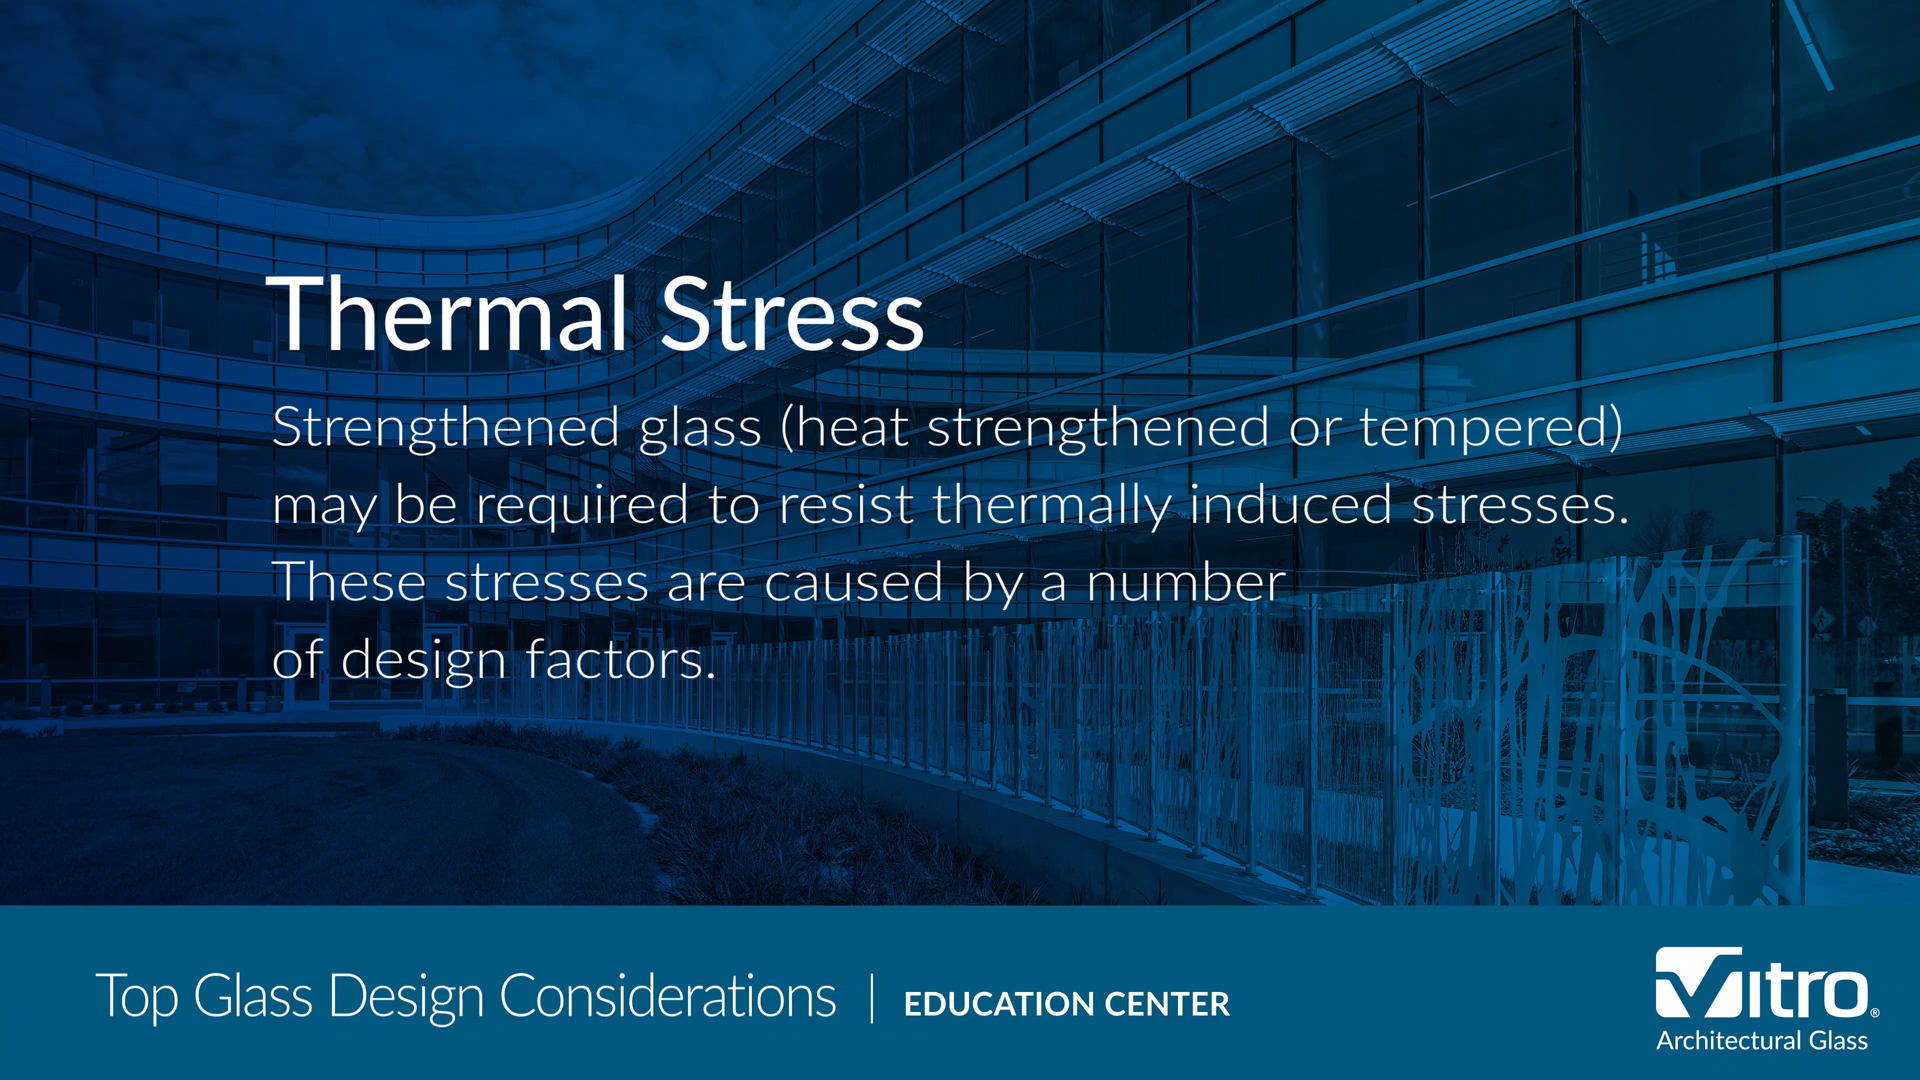 Thermal Stress
Strengthened glass (heat strengthened or tempered)
may be required to resist thermally induced stresses.
These stresses are caused by a number
of design factors.
Top Glass Design Considerations | EDUCATION CENTER
Vitro®
Architectural Glass